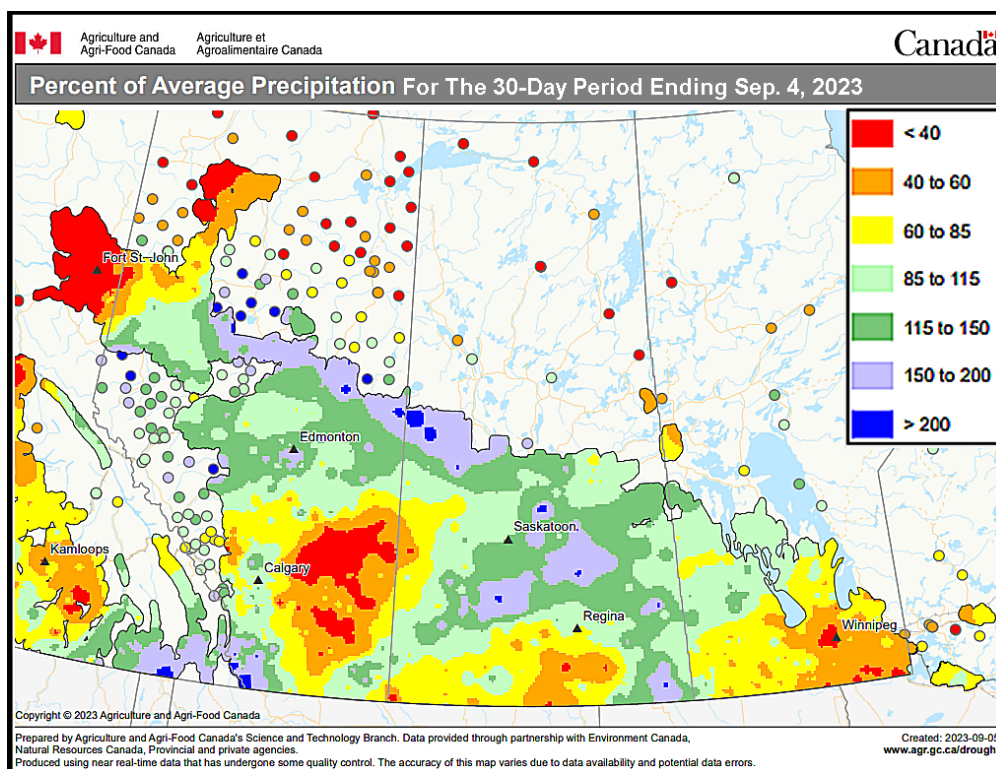 Agriculture and Agriculture et
Agri-Food Canada Agroalimentaire Canada
Canada
Percent of Average Precipitation For The 30-Day Period Ending Sep. 4, 2023
< 40
40 to 60
60 to 85
85 to 115
115 to 150
150 to 200
> 200
Fort St. John
Edmonton
Saskatoon
Kamloops
Calgary
Regina
Winnipeg
Copyright © 2023 Agriculture and Agri-Food Canada
Prepared by Agriculture and Agri-Food Canada's Science and Technology Branch. Data provided through partnership with Environment Canada, Created: 2023-09-05
Natural Resources Canada, Provincial and private agencies. www.agr.gc.ca/drough
Produced using near real-time data that has undergone some quality control. The accuracy of this map varies due to data availability and potential data errors.